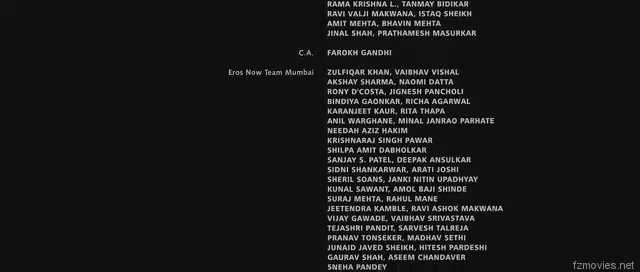 RAMA KRISHNA L., TANMAY BIDIKAR
RAVI VALJI MAKWANA, ISTAQ SHEIKH
AMIT MEHTA, BHAVIN MEHTA
JINAL SHAH, PRATHAMESH MASURKAR
C.A. FAROKH GANDHI
Eros Now Team Mumbai ZULFIQAR KHAN, VAIBHAV VISHAL
AKSHAY SHARMA, NAOMI DATTA
RONY D'COSTA, JIGNESH PANCHOLI
BINDIYA GAONKAR, RICHA AGARWAL
KARANJEET KAUR, RITA THAPA
ANIL WARGHANE, MINAL JANRAO PARHATE
NEEDAH AZIZ HAKIM
KRISHNARAJ SINGH PAWAR
SHILPA AMIT DABHOLKAR
SANJAY S. PATEL, DEEPAK ANSULKAR
SIDNI SHANKARWAR, ARATI JOSHI
SHERIL SOANS, JANKI NITIN UPADHYAY
KUNAL SAWANT, AMOL BAJI SHINDE
SURAJ MEHTA, RAHUL MANE
JEETENDRA KAMBLE, RAVI ASHOK MAKWANA
VIJAY GAWADE, VAIBHAV SRIVASTAVA
TEJASHRI PANDIT, SARVESH TALREJA
PRANAV TONSEKER, MADHAV SETHI
JUNAID JAVED SHEIKH, HITESH PARDESHI
GAURAV SHAH, ASEEM CHANDAVER
SNEHA PANDEY
fzmovies.net